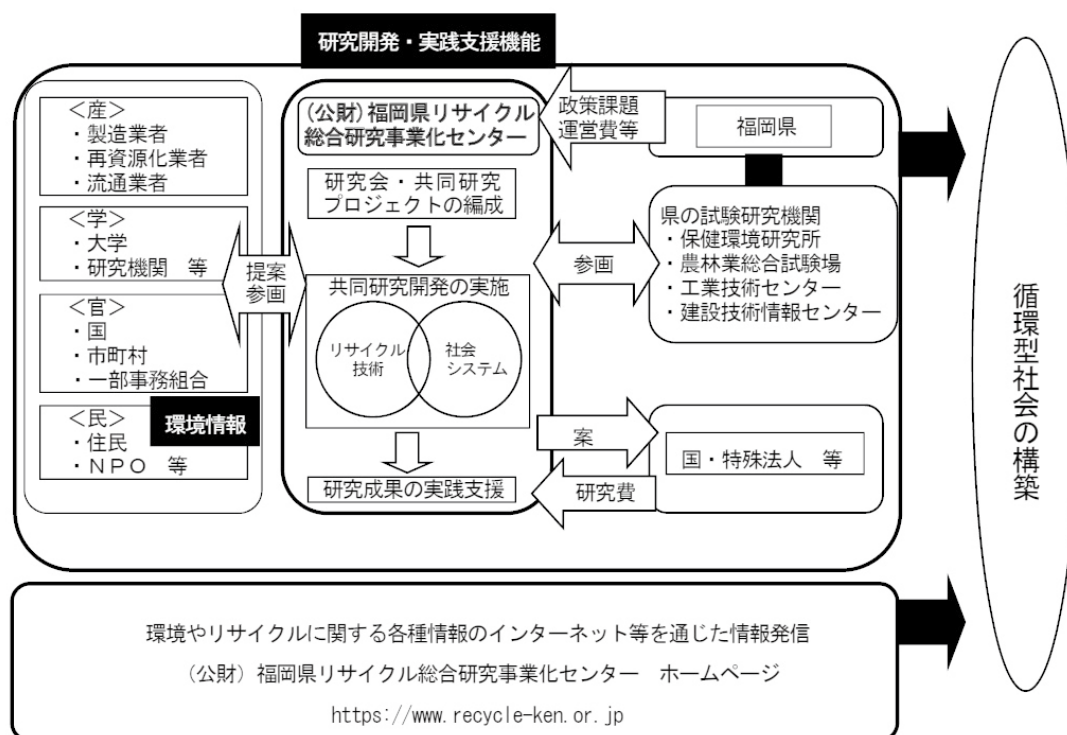 研究開発・実践支援機能
<産>
・製造業者
・再資源化業者
・流通業者
<学>
・大学
・研究機関　等
<官>
・国
・市町村
・一部事務組合
<民>
・住民
・ＮＰＯ　等
環境情報
提案
参画
(公財)福岡県リサイクル
総合研究事業化センター
研究会・共同研究
プロジェクトの編成
共同研究開発の実施
リサイクル
技術
社会
システム
研究成果の実践支援
政策課題
運営費等
福岡県
参画
県の試験研究機関
・保健環境研究所
・農林業総合試験場
・工業技術センター
・建設技術情報センター
案
研究費
国・特殊法人　等
循環型社会の構築
環境やリサイクルに関する各種情報のインターネット等を通じた情報発信
（公財）福岡県リサイクル総合研究事業化センター　ホームページ
https://www.recycle-ken.or.jp